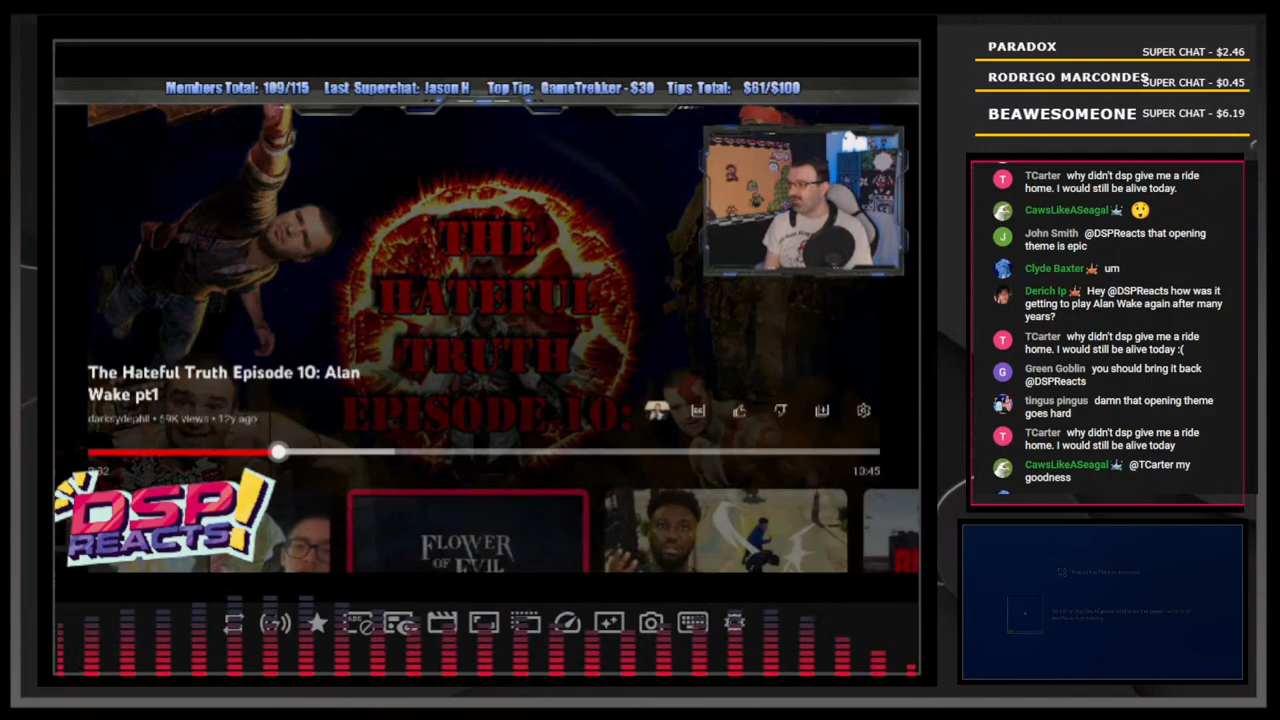 Members Total: 109/115 Last Superchat: Jason H Top Tip: GameTrekker - $30 Tips Total: $61/$100
THE
HATEFUL
TRUTH
EPISODE 10:
The Hateful Truth Episode 10: Alan
Wake pt1
darksydephil • 59K views • 12y ago
10:45
DSP!
REACTS
FLOWER
OF EVIL
ADS
PARADOX
SUPER CHAT - $2.46
RODRIGO MARCONDES
SUPER CHAT - $0.45
BEAWESOMEONE
SUPER CHAT - $6.19
T TCarter why didn't dsp give me a ride
home. I would still be alive today.
CawsLikeASeagal 😲
J John Smith @DSPReacts that opening
theme is epic
Clyde Baxter um
Derich Ip Hey @DSPReacts how was it
getting to play Alan Wake again after many
years?
T TCarter why didn't dsp give me a ride
home. I would still be alive today :(
G Green Goblin you should bring it back
@DSPReacts
tingus pingus damn that opening theme
goes hard
T TCarter why didn't dsp give me a ride
home. I would still be alive today
CawsLikeASeagal @TCarter my
goodness